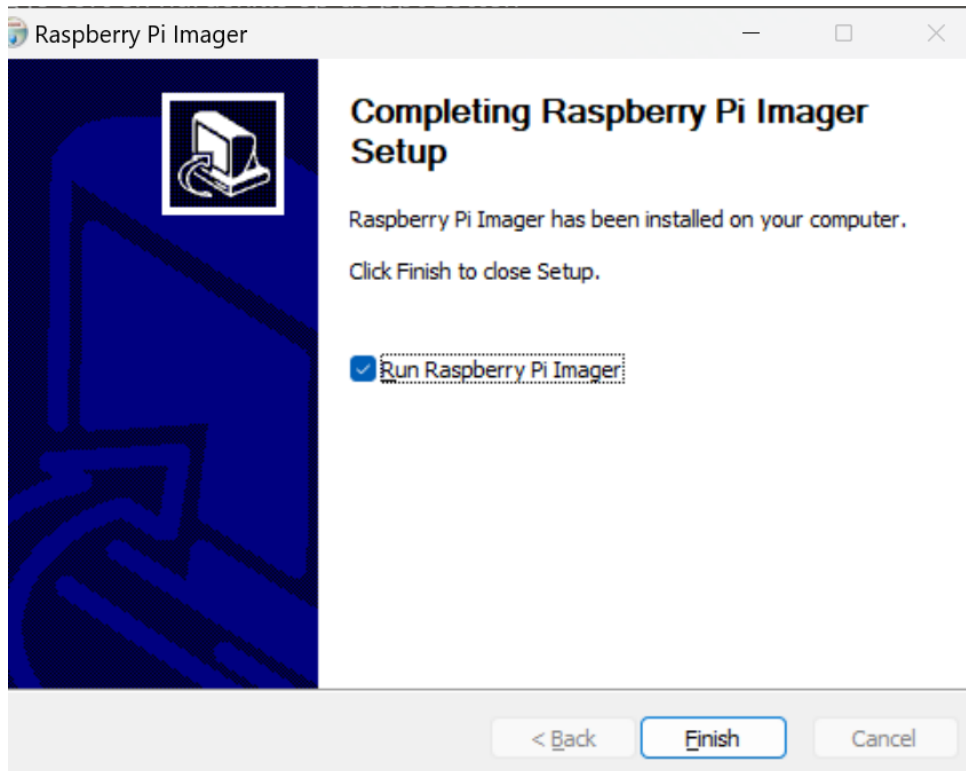 Raspberry Pi Imager
Completing Raspberry Pi Imager
Setup
Raspberry Pi Imager has been installed on your computer.
Click Finish to close Setup.
Run Raspberry Pi Imager
< Back
Finish
Cancel